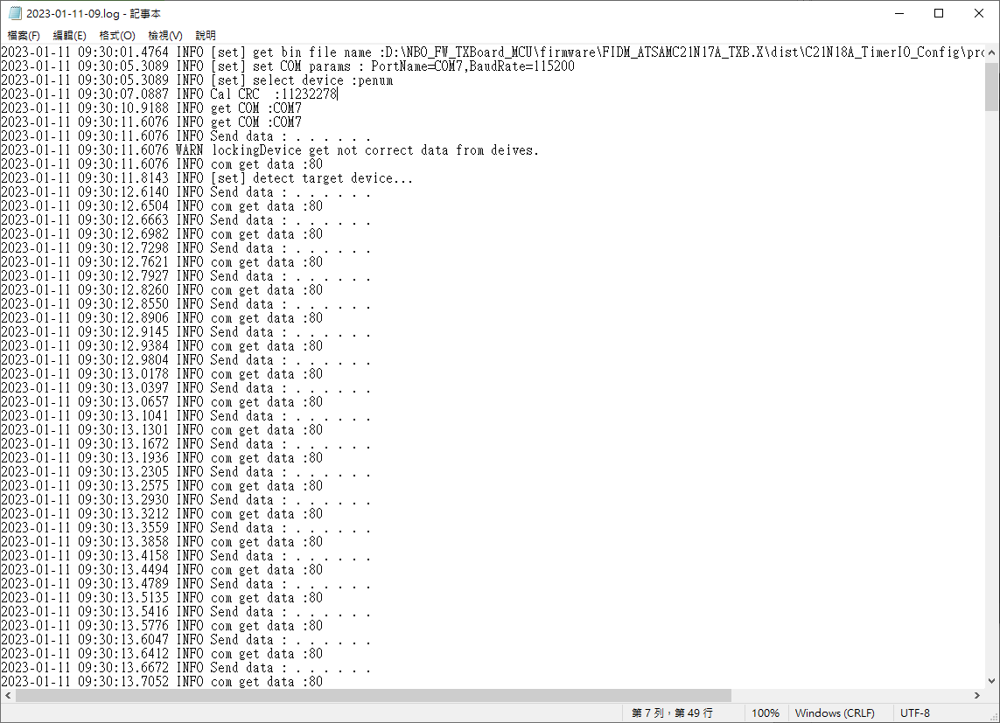 2023-01-11-09.log - 記事本
檔案(F) 編輯(E) 格式(O) 檢視(V) 說明
2023-01-11 09:30:01.4764 INFO [set] get bin file name :D:\NBO_FW_TXBoard_MCU\firmware\FIDM_ATSAMC21N17A_TXB.X\dist\C21N18A_TimerIO_Config\pro
2023-01-11 09:30:05.3089 INFO [set] set COM params : PortName=COM7,BaudRate=115200
2023-01-11 09:30:05.3089 INFO [set] select device :penum
2023-01-11 09:30:07.0887 INFO Cal CRC  :11232278
2023-01-11 09:30:10.9188 INFO get COM :COM7
2023-01-11 09:30:11.6076 INFO get COM :COM7
2023-01-11 09:30:11.6076 INFO Send data : . . . . . .
2023-01-11 09:30:11.6076 WARN lockingDevice get not correct data from deives.
2023-01-11 09:30:11.6076 INFO com get data :80
2023-01-11 09:30:11.8143 INFO [set] detect target device...
2023-01-11 09:30:12.6140 INFO Send data : . . . . . .
2023-01-11 09:30:12.6504 INFO com get data :80
2023-01-11 09:30:12.6663 INFO Send data : . . . . . .
2023-01-11 09:30:12.6982 INFO com get data :80
2023-01-11 09:30:12.7298 INFO Send data : . . . . . .
2023-01-11 09:30:12.7621 INFO com get data :80
2023-01-11 09:30:12.7927 INFO Send data : . . . . . .
2023-01-11 09:30:12.8260 INFO com get data :80
2023-01-11 09:30:12.8550 INFO Send data : . . . . . .
2023-01-11 09:30:12.8906 INFO com get data :80
2023-01-11 09:30:12.9145 INFO Send data : . . . . . .
2023-01-11 09:30:12.9384 INFO com get data :80
2023-01-11 09:30:12.9804 INFO Send data : . . . . . .
2023-01-11 09:30:13.0178 INFO com get data :80
2023-01-11 09:30:13.0397 INFO Send data : . . . . . .
2023-01-11 09:30:13.0657 INFO com get data :80
2023-01-11 09:30:13.1041 INFO Send data : . . . . . .
2023-01-11 09:30:13.1301 INFO com get data :80
2023-01-11 09:30:13.1672 INFO Send data : . . . . . .
2023-01-11 09:30:13.1936 INFO com get data :80
2023-01-11 09:30:13.2305 INFO Send data : . . . . . .
2023-01-11 09:30:13.2575 INFO com get data :80
2023-01-11 09:30:13.2930 INFO Send data : . . . . . .
2023-01-11 09:30:13.3212 INFO com get data :80
2023-01-11 09:30:13.3559 INFO Send data : . . . . . .
2023-01-11 09:30:13.3858 INFO com get data :80
2023-01-11 09:30:13.4158 INFO Send data : . . . . . .
2023-01-11 09:30:13.4494 INFO com get data :80
2023-01-11 09:30:13.4789 INFO Send data : . . . . . .
2023-01-11 09:30:13.5135 INFO com get data :80
2023-01-11 09:30:13.5416 INFO Send data : . . . . . .
2023-01-11 09:30:13.5776 INFO com get data :80
2023-01-11 09:30:13.6047 INFO Send data : . . . . . .
2023-01-11 09:30:13.6412 INFO com get data :80
2023-01-11 09:30:13.6672 INFO Send data : . . . . . .
2023-01-11 09:30:13.7052 INFO com get data :80
第 7 列，第 49 行 100% Windows (CRLF) UTF-8